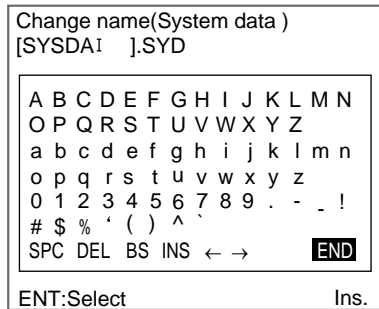 Change name(System data )
[SYSDAI ].SYD
A B C D E F G H I J K L M N
O P Q R S T U V W X Y Z
a b c d e f g h i j k l m n
o p q r s t u v w x y z
0 1 2 3 4 5 6 7 8 9 . - _ !
# $ % ‘ ( ) ^ `
SPC DEL BS INS ← → END
ENT:Select Ins.